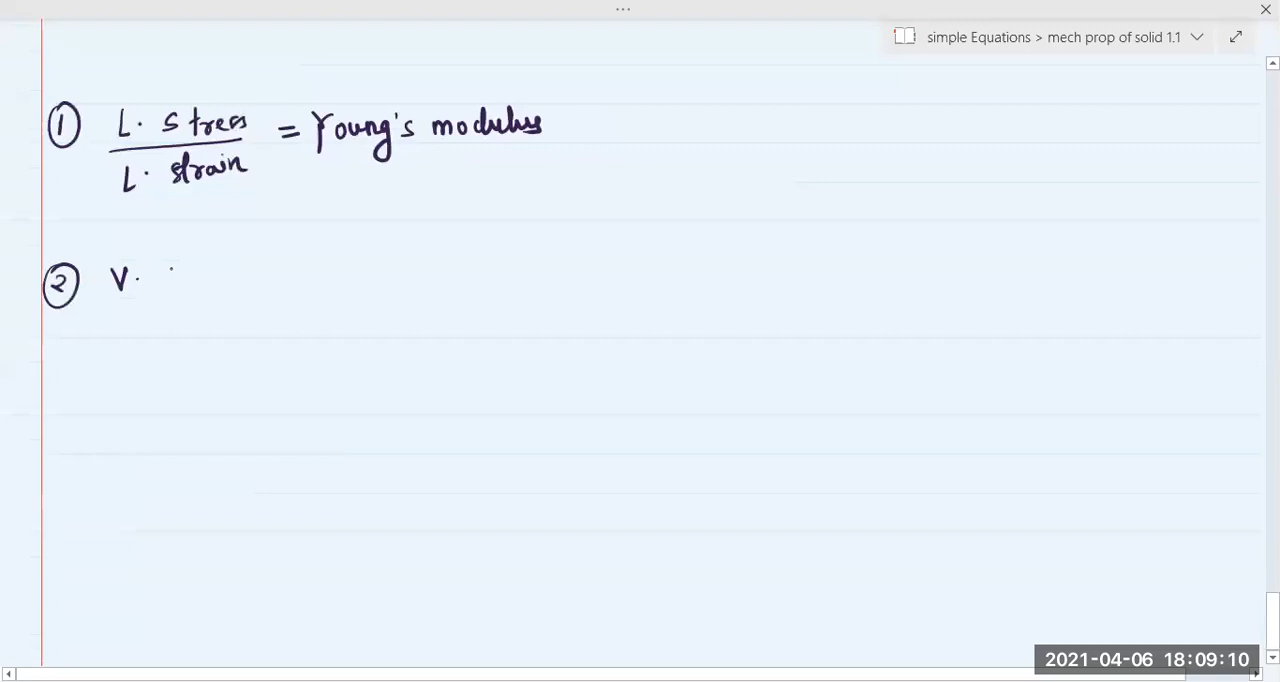 ...
simple Equations > mech prop of solid 1.1
① L. stress
L. strain
= Young's modulus
② V.
2021-04-06 18:09:10